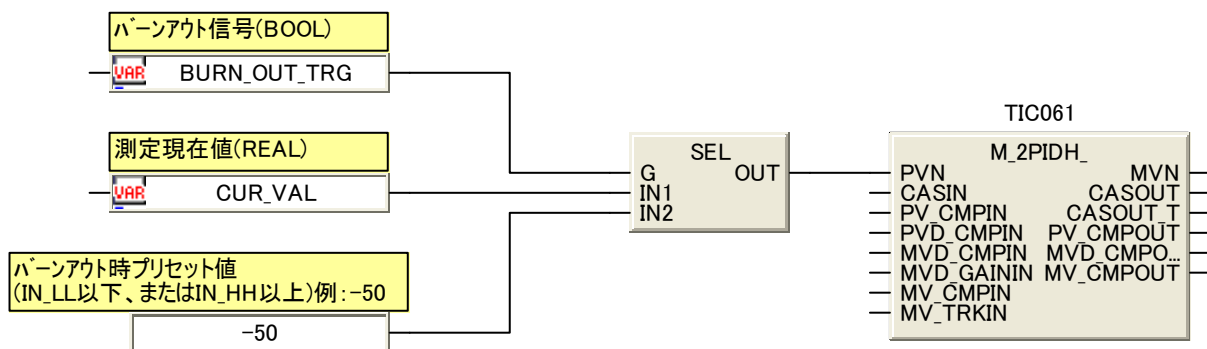 バーンアウト信号(BOOL)
VAR BURN_OUT_TRG
測定現在値(REAL)
VAR CUR_VAL
バーンアウト時プリセット値
(IN_LL以下、またはIN_HH以上)例:-50
-50
SEL
G OUT
IN1
IN2
TIC061
M_2PIDH_
PVN MVN
CASIN CASOUT
PV_CMPIN CASOUT_T
PVD_CMPIN PV_CMPOUT
MVD_CMPIN MVD_CMPO...
MVD_GAININ MV_CMPOUT
MV_CMPIN
MV_TRKIN